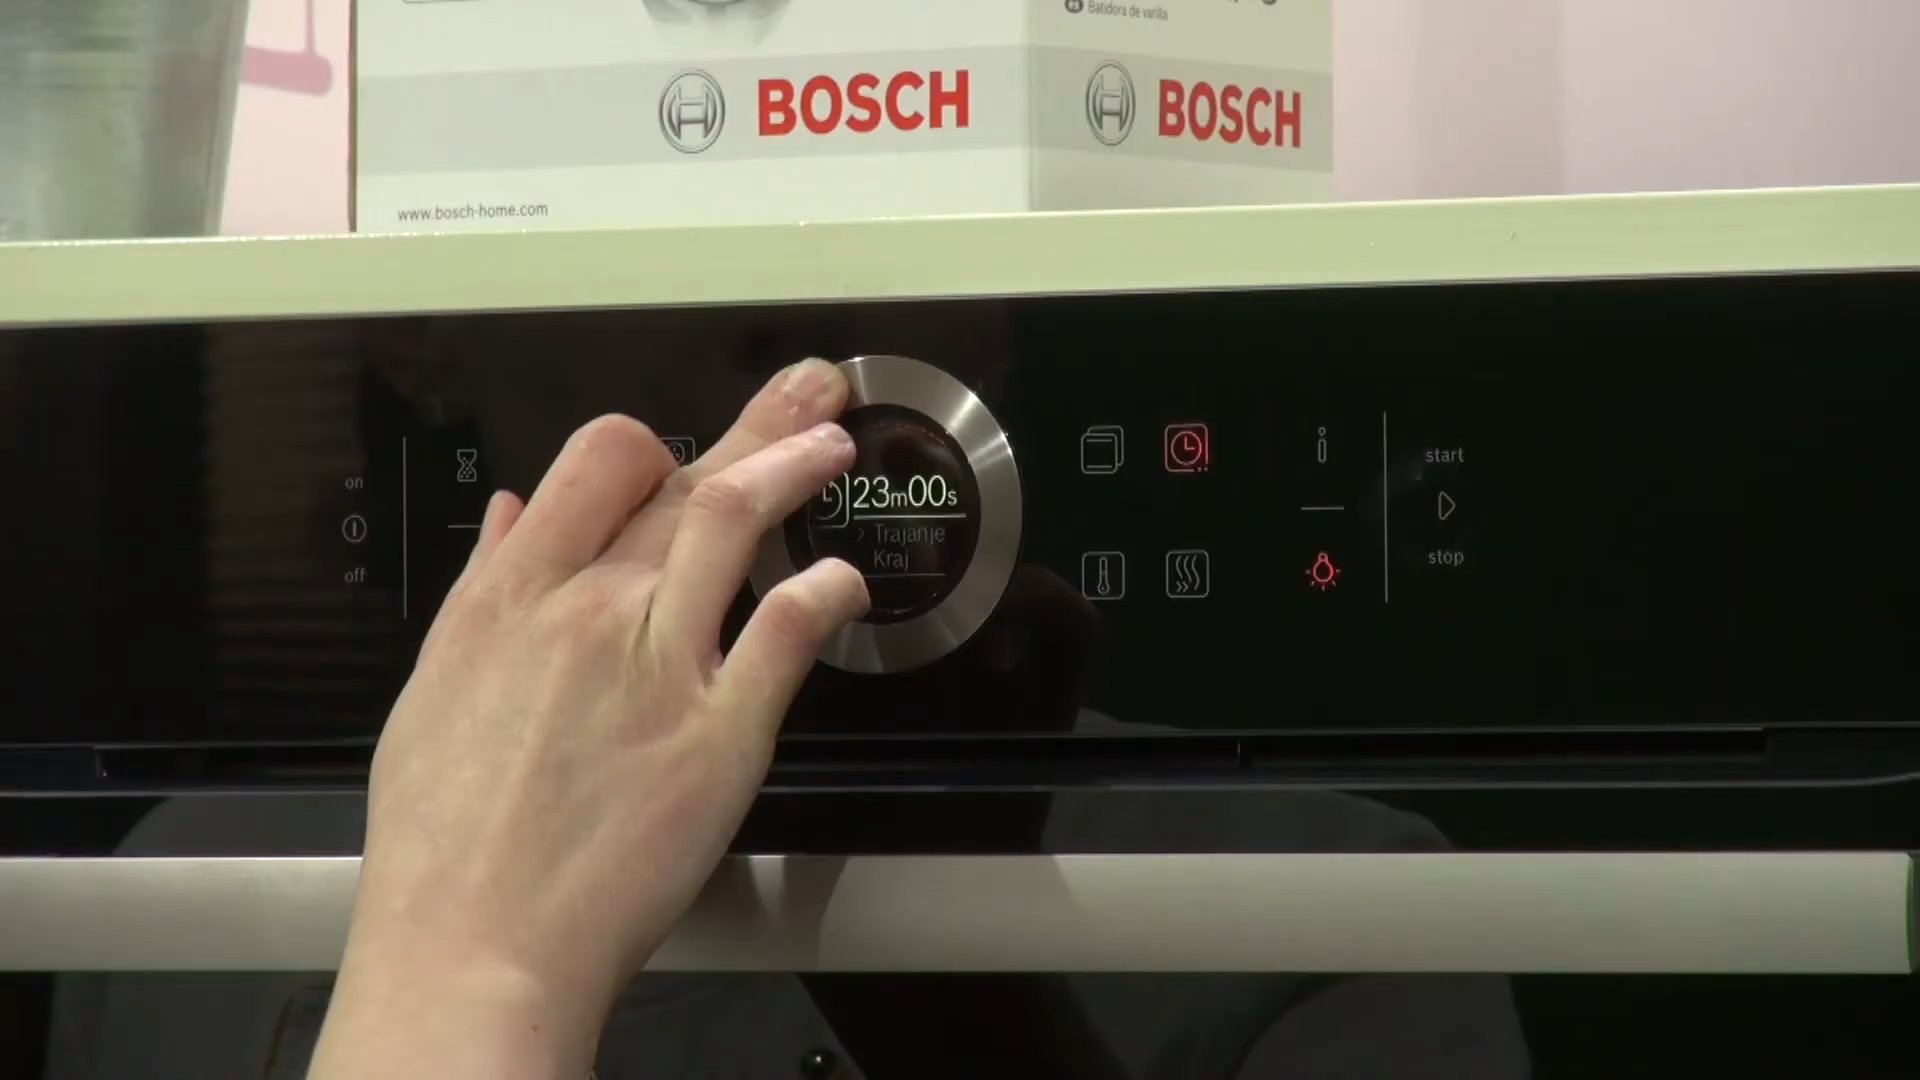 Batidora de varilla
BOSCH
BOSCH
www.bosch-home.com
on
off
23m00s
› Trajanje
Kraj
i
start
stop